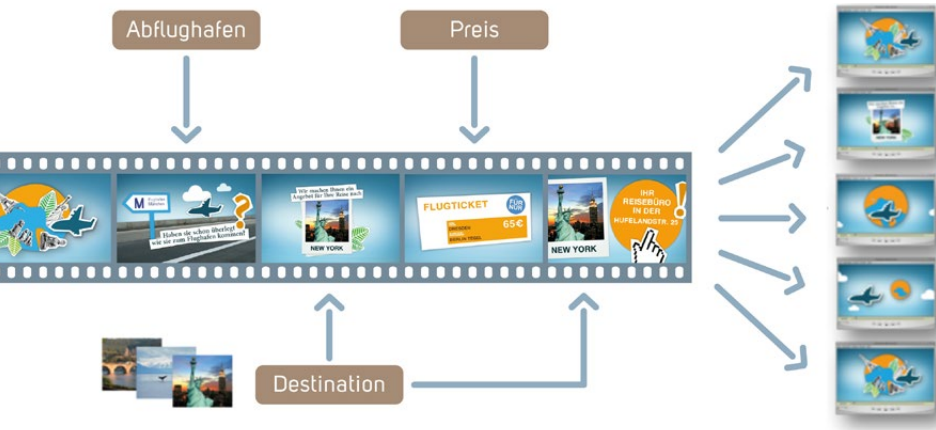 Abflughafen
Preis
M Flughafen
München
Haben sie schon überlegt
wie sie zum Flughafen kommen?
Wir machen Ihnen ein
Angebot für Ihre Reise nach
NEW YORK
FLUGTICKET
FÜR
NUR
65€
DRESDEN
BERLIN TEGEL
NEW YORK
IHR
REISEBÜRO
IN DER
HUFELANDSTR. 25
Destination